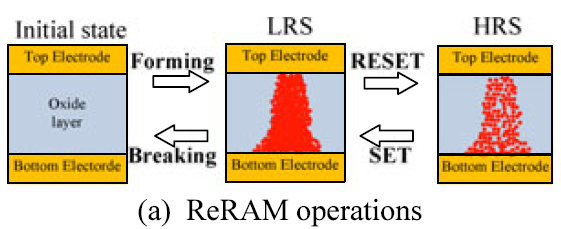 Initial state
LRS
HRS
Top Electrode
Forming
Top Electrode
RESET
Top Electrode
Oxide
layer
Bottom Electorde
Breaking
Bottom Electrode
SET
Bottom Electrode
(a) ReRAM operations